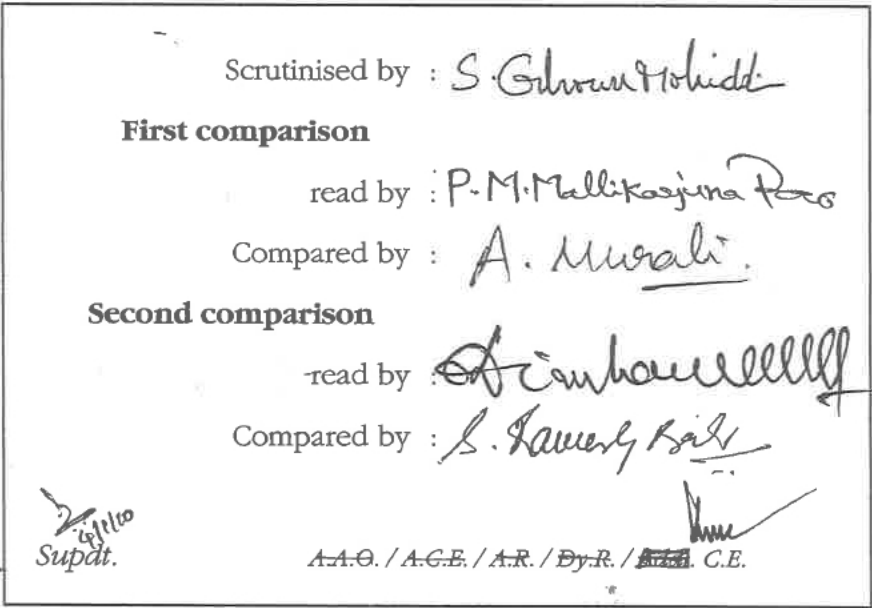 Scrutinised by : S. Mohidd
First comparison
read by : P. M. Mallikarjuna Rao
Compared by : A. Murali.
Second comparison
read by :
Compared by : S.
Supdt. A.A.O. / A.C.E. / A.R. / Dy.R. / C.E.